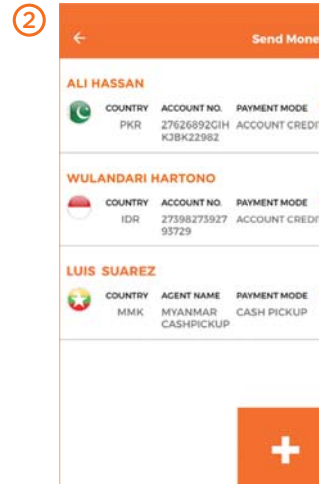 2
Send Mone
ALI HASSAN
COUNTRY ACCOUNT NO. PAYMENT MODE
PKR 27626892GIH ACCOUNT CREDI
KJBK22982
WULANDARI HARTONO
COUNTRY ACCOUNT NO. PAYMENT MODE
IDR 27398273927 ACCOUNT CREDI
93729
LUIS SUAREZ
COUNTRY AGENT NAME PAYMENT MODE
MMK MYANMAR CASH PICKUP
CASHPICKUP
+